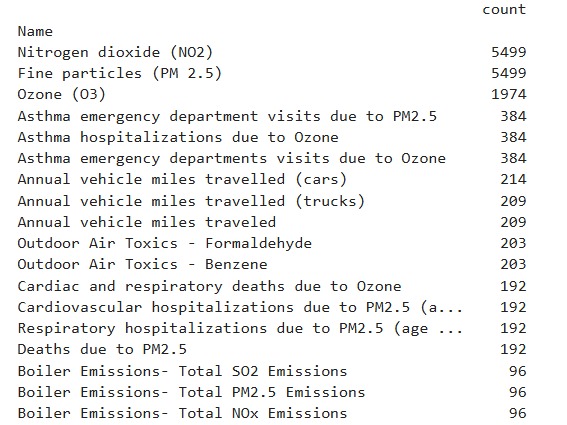 count
Name
Nitrogen dioxide (NO2) 5499
Fine particles (PM 2.5) 5499
Ozone (O3) 1974
Asthma emergency department visits due to PM2.5 384
Asthma hospitalizations due to Ozone 384
Asthma emergency departments visits due to Ozone 384
Annual vehicle miles travelled (cars) 214
Annual vehicle miles travelled (trucks) 209
Annual vehicle miles traveled 209
Outdoor Air Toxics - Formaldehyde 203
Outdoor Air Toxics - Benzene 203
Cardiac and respiratory deaths due to Ozone 192
Cardiovascular hospitalizations due to PM2.5 (a... 192
Respiratory hospitalizations due to PM2.5 (age ... 192
Deaths due to PM2.5 192
Boiler Emissions- Total SO2 Emissions 96
Boiler Emissions- Total PM2.5 Emissions 96
Boiler Emissions- Total NOx Emissions 96